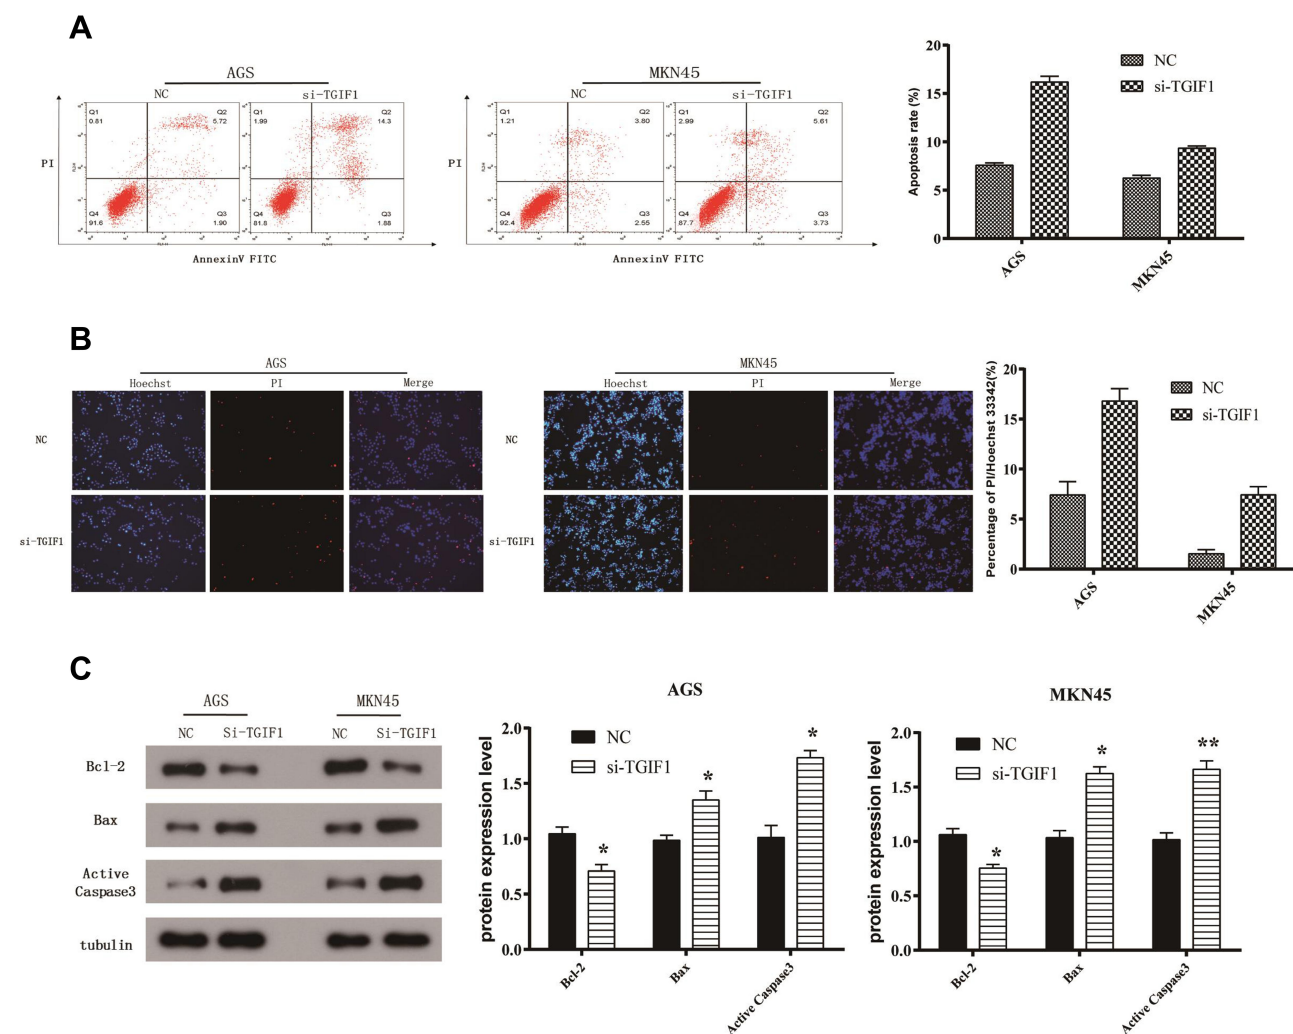 A
AGS
NC
si-TGIF1
Q1
0.81
Q2
5.72
Q4
91.6
Q3
1.90
Q1
1.99
Q2
14.3
Q4
81.8
Q3
1.88
PI
AnnexinV FITC
MKN45
NC
si-TGIF1
Q1
1.21
Q2
3.80
Q4
92.4
Q3
2.55
Q1
2.99
Q2
5.61
Q4
87.7
Q3
3.73
PI
AnnexinV FITC
Apoptosis rate (%)
20
15
10
5
0
NC
si-TGIF1
AGS
MKN45
B
AGS
Hoechst
PI
Merge
NC
si-TGIF1
MKN45
Hoechst
PI
Merge
NC
si-TGIF1
Percentage of PI/Hoechst 33342(%)
20
15
10
5
0
NC
si-TGIF1
AGS
MKN45
C
AGS
MKN45
NC
Si-TGIF1
NC
Si-TGIF1
Bcl-2
Bax
Active
Caspase3
tubulin
AGS
protein expression level
2.0
1.5
1.0
0.5
0.0
NC
si-TGIF1
*
*
*
Bcl-2
Bax
Active Caspase3
MKN45
protein expression level
2.0
1.5
1.0
0.5
0.0
NC
si-TGIF1
*
*
**
Bcl-2
Bax
Active Caspase3